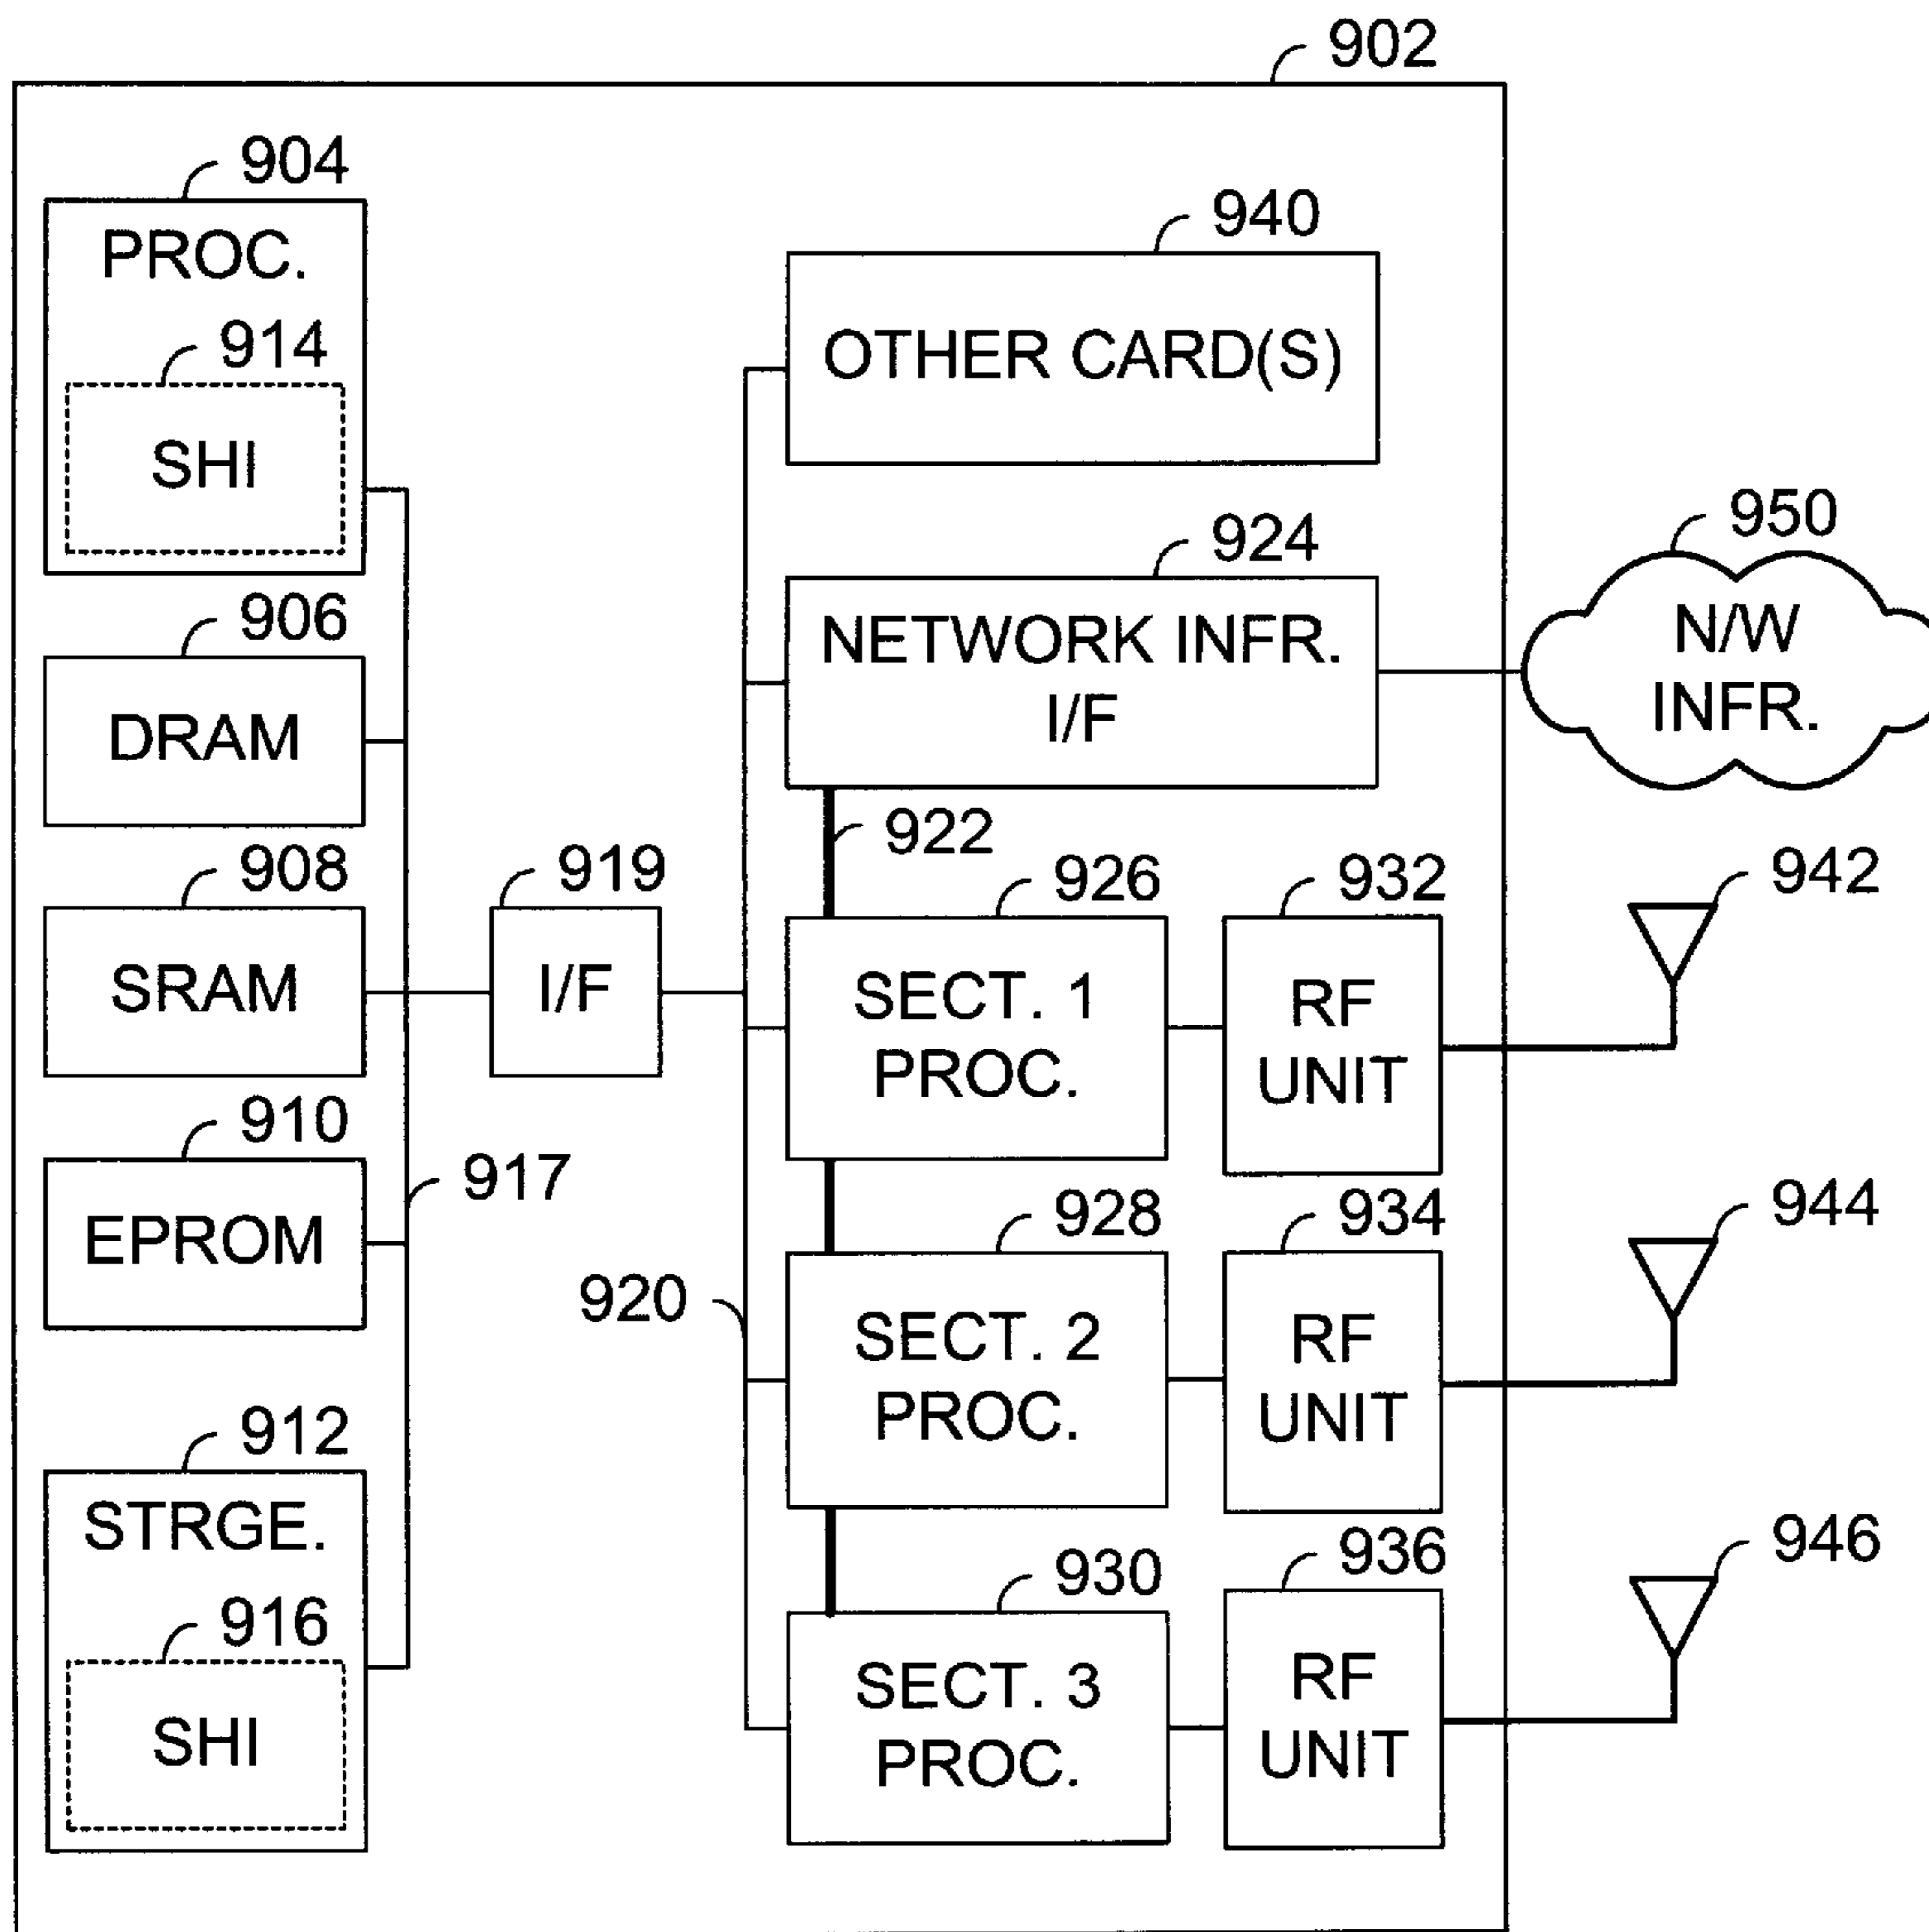 902
904
PROC.
914
SHI
906
DRAM
908
SRAM
910
EPROM
917
912
STRGE.
916
SHI
919
I/F
920
940
OTHER CARD(S)
924
NETWORK INFR.
I/F
922
926
SECT. 1
PROC.
928
SECT. 2
PROC.
930
SECT. 3
PROC.
932
RF
UNIT
934
RF
UNIT
936
RF
UNIT
950
N/W
INFR.
942
944
946